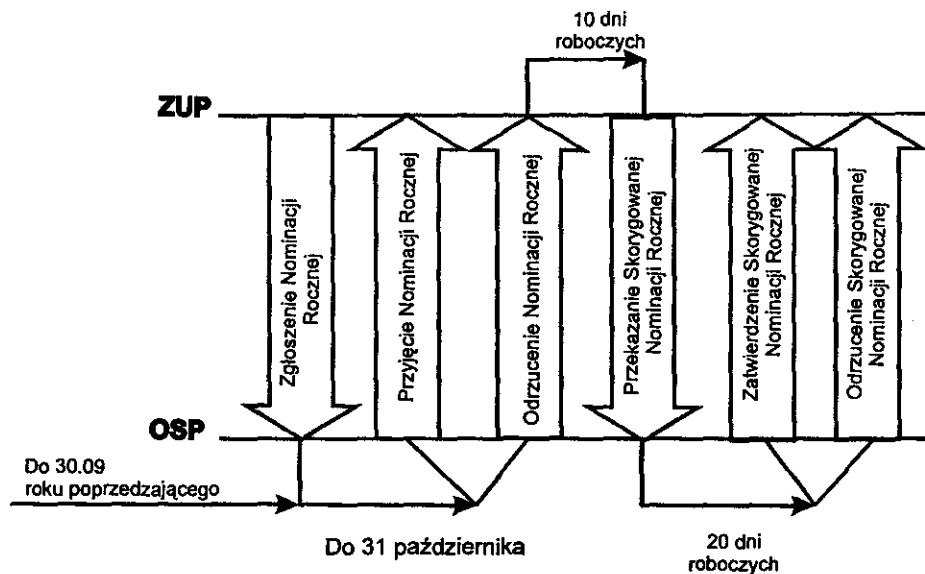 10 dni
roboczych
ZUP
Zgłoszenie Nominacji
Rocznej
Przyjęcie Nominacji Rocznej
Odrzucenie Nominacji Rocznej
Przekazanie Skorygowanej
Nominacji Rocznej
Zatwierdzenie Skorygowanej
Nominacji Rocznej
Odrzucenie Skorygowanej
Nominacji Rocznej
OSP
Do 30.09
roku poprzedzającego
Do 31 października
20 dni
roboczych